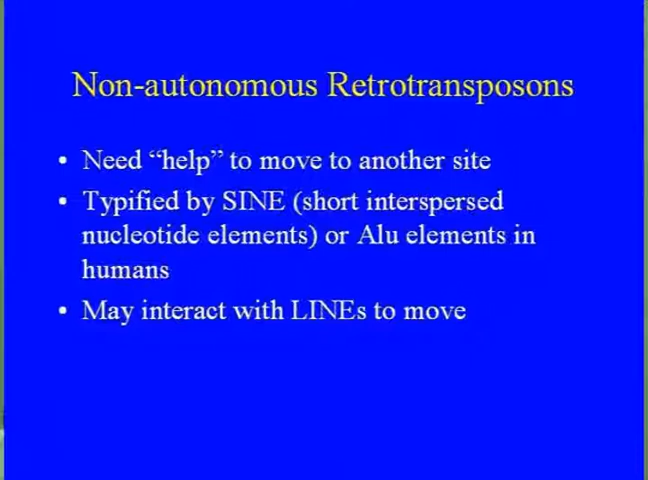 Non-autonomous Retrotransposons
• Need “help” to move to another site
• Typified by SINE (short interspersed
nucleotide elements) or Alu elements in
humans
• May interact with LINEs to move